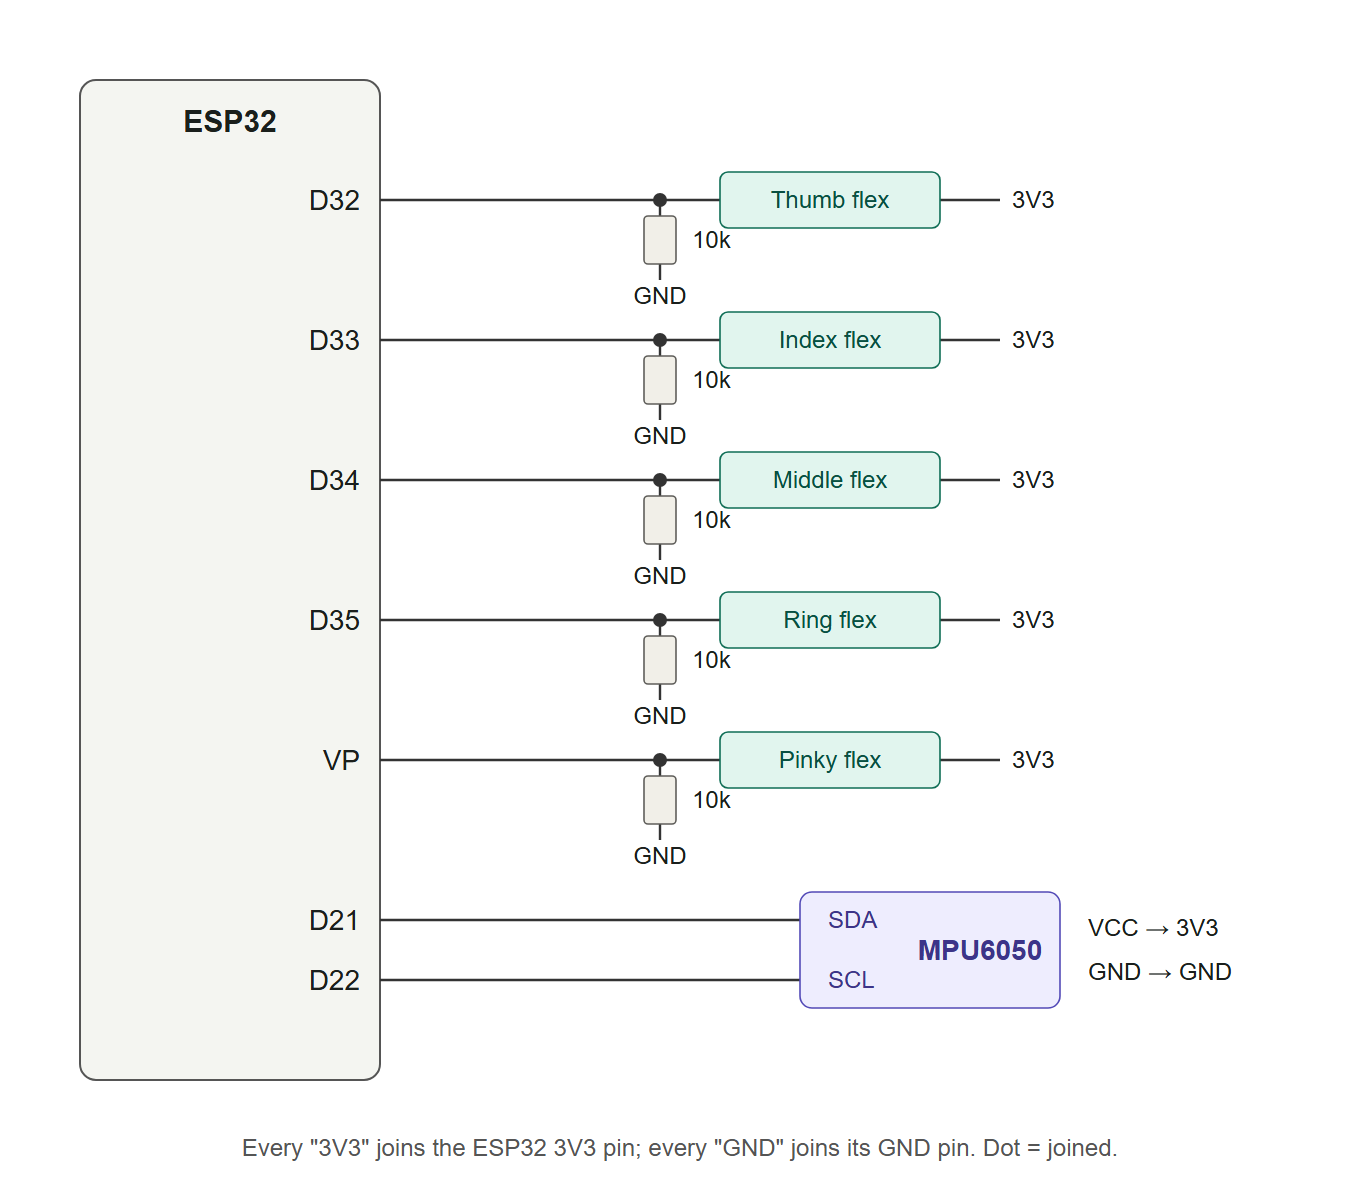 ESP32
D32
Thumb flex
3V3
10k
GND
D33
Index flex
3V3
10k
GND
D34
Middle flex
3V3
10k
GND
D35
Ring flex
3V3
10k
GND
VP
Pinky flex
3V3
10k
GND
D21
SDA
VCC → 3V3
MPU6050
D22
SCL
GND → GND
Every "3V3" joins the ESP32 3V3 pin; every "GND" joins its GND pin. Dot = joined.